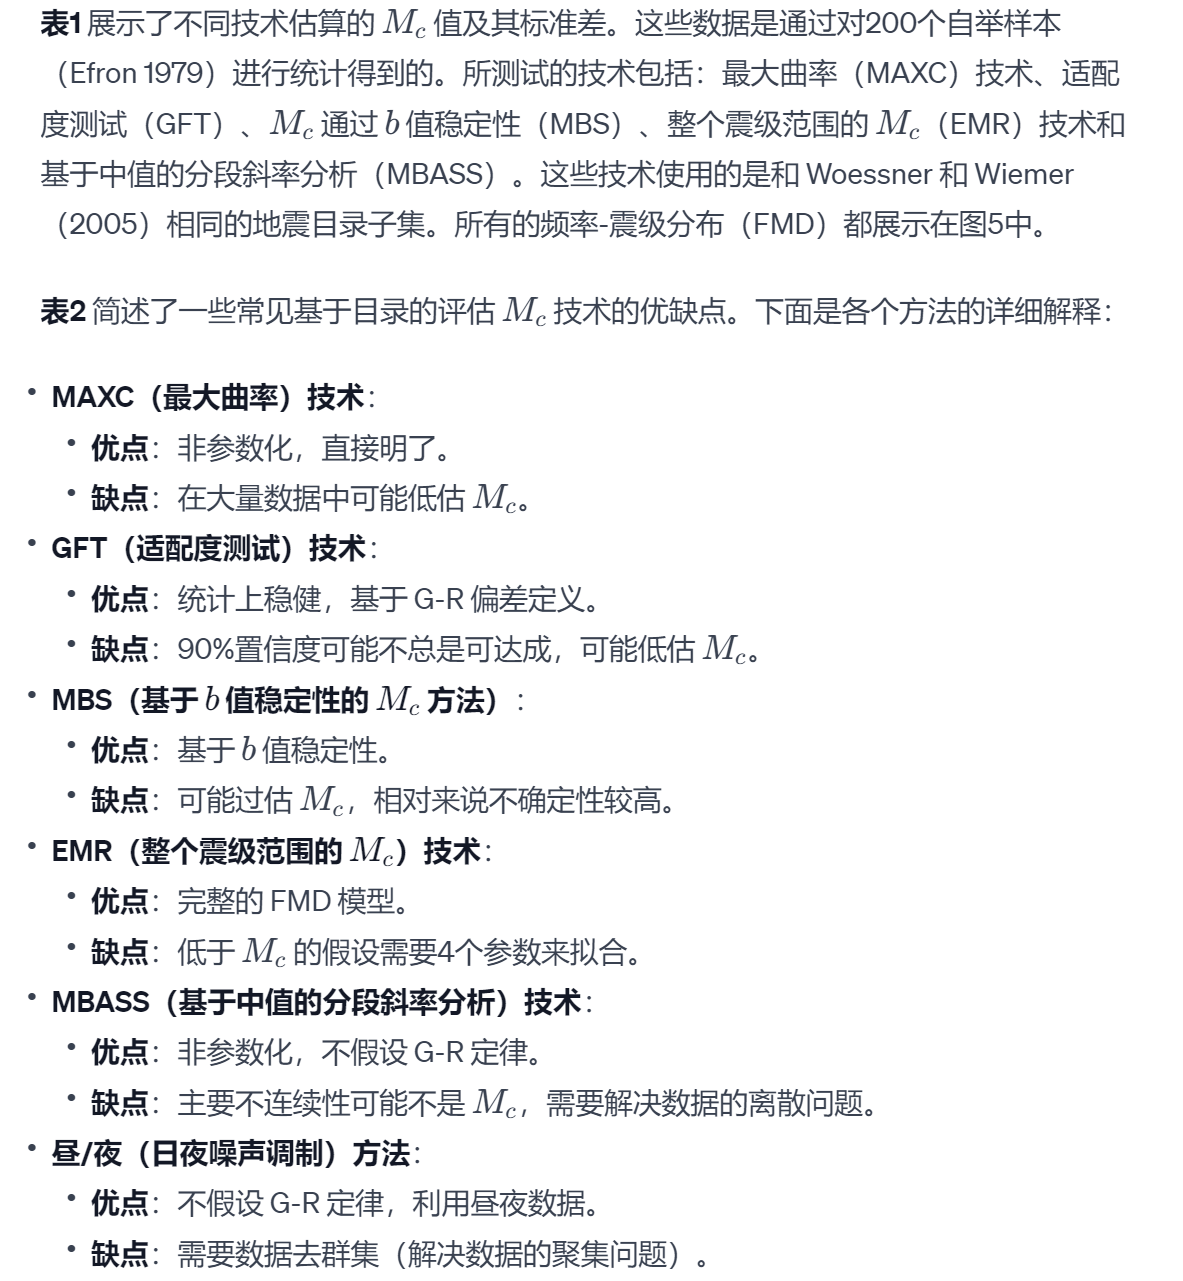 表1 展示了不同技术估算的 M_c 值及其标准差。这些数据是通过对200个自举样本
（Efron 1979）进行统计得到的。所测试的技术包括：最大曲率（MAXC）技术、适配
度测试（GFT）、M_c 通过 b 值稳定性（MBS）、整个震级范围的 M_c（EMR）技术和
基于中值的分段斜率分析（MBASS）。这些技术使用的是和 Woessner 和 Wiemer
（2005）相同的地震目录子集。所有的频率-震级分布（FMD）都展示在图5中。
表2 简述了一些常见基于目录的评估 M_c 技术的优缺点。下面是各个方法的详细解释：
• MAXC（最大曲率）技术：
• 优点：非参数化，直接明了。
• 缺点：在大量数据中可能低估 M_c。
• GFT（适配度测试）技术：
• 优点：统计上稳健，基于 G-R 偏差定义。
• 缺点：90%置信度可能不总是可达成，可能低估 M_c。
• MBS（基于 b 值稳定性的 M_c 方法）：
• 优点：基于 b 值稳定性。
• 缺点：可能过估 M_c，相对来说不确定性较高。
• EMR（整个震级范围的 M_c）技术：
• 优点：完整的 FMD 模型。
• 缺点：低于 M_c 的假设需要4个参数来拟合。
• MBASS（基于中值的分段斜率分析）技术：
• 优点：非参数化，不假设 G-R 定律。
• 缺点：主要不连续性可能不是 M_c，需要解决数据的离散问题。
• 昼/夜（日夜噪声调制）方法：
• 优点：不假设 G-R 定律，利用昼夜数据。
• 缺点：需要数据去群集（解决数据的聚集问题）。